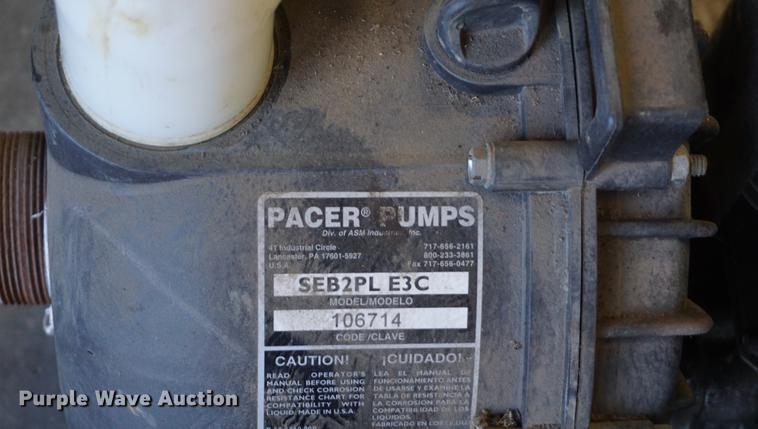 PACER® PUMPS
Div. of ASM Industries, Inc.
41 Industrial Circle 717-656-2161
Lancaster, PA 17601-5927 800-233-3861
U.S.A Fax 717-656-0477
SEB2PL E3C
MODEL/MODELO
106714
CODE/CLAVE
CAUTION!
READ OPERATOR'S
MANUAL BEFORE USING
AND CHECK CORROSION
RESISTANCE CHART FOR
COMPATIBILITY WITH
LIQUID. MADE IN U.S.A
¡CUIDADO!
LEA EL MANUAL DE
FUNCIONAMIENTO ANTES
DE USARSE Y EXAMINE LA
TABLA DE RESISTENCIA A
LA CORROSION PARA LA
COMPATIBILIDAD DE LOS
LIQUIDOS.
FABRICADO EN LOS E.U.
Purple Wave Auction